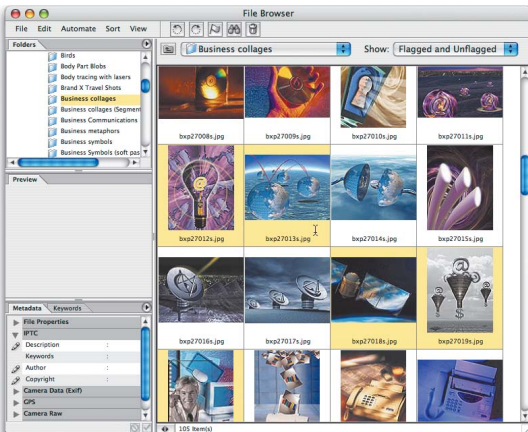 File Browser
File Edit Automate Sort View
Folders
Birds
Body Part Blobs
Body tracing with lasers
Brand X Travel Shots
Business collages
Business collages (Segment
Business Communications
Business metaphors
Business symbols
Business Symbols (soft pas
Business collages
Show: Flagged and Unflagged
bxp27008s.jpg bxp27009s.jpg bxp27010s.jpg bxp27011s.jpg
Preview
bxp27012s.jpg bxp27013s.jpg bxp27014s.jpg bxp27015s.jpg
bxp27016s.jpg bxp27017s.jpg bxp27018s.jpg bxp27019s.jpg
Metadata Keywords
File Properties
IPTC
Description :
Keywords :
Author :
Copyright :
Camera Data (Exif)
GPS
Camera Raw
105 Item(s)